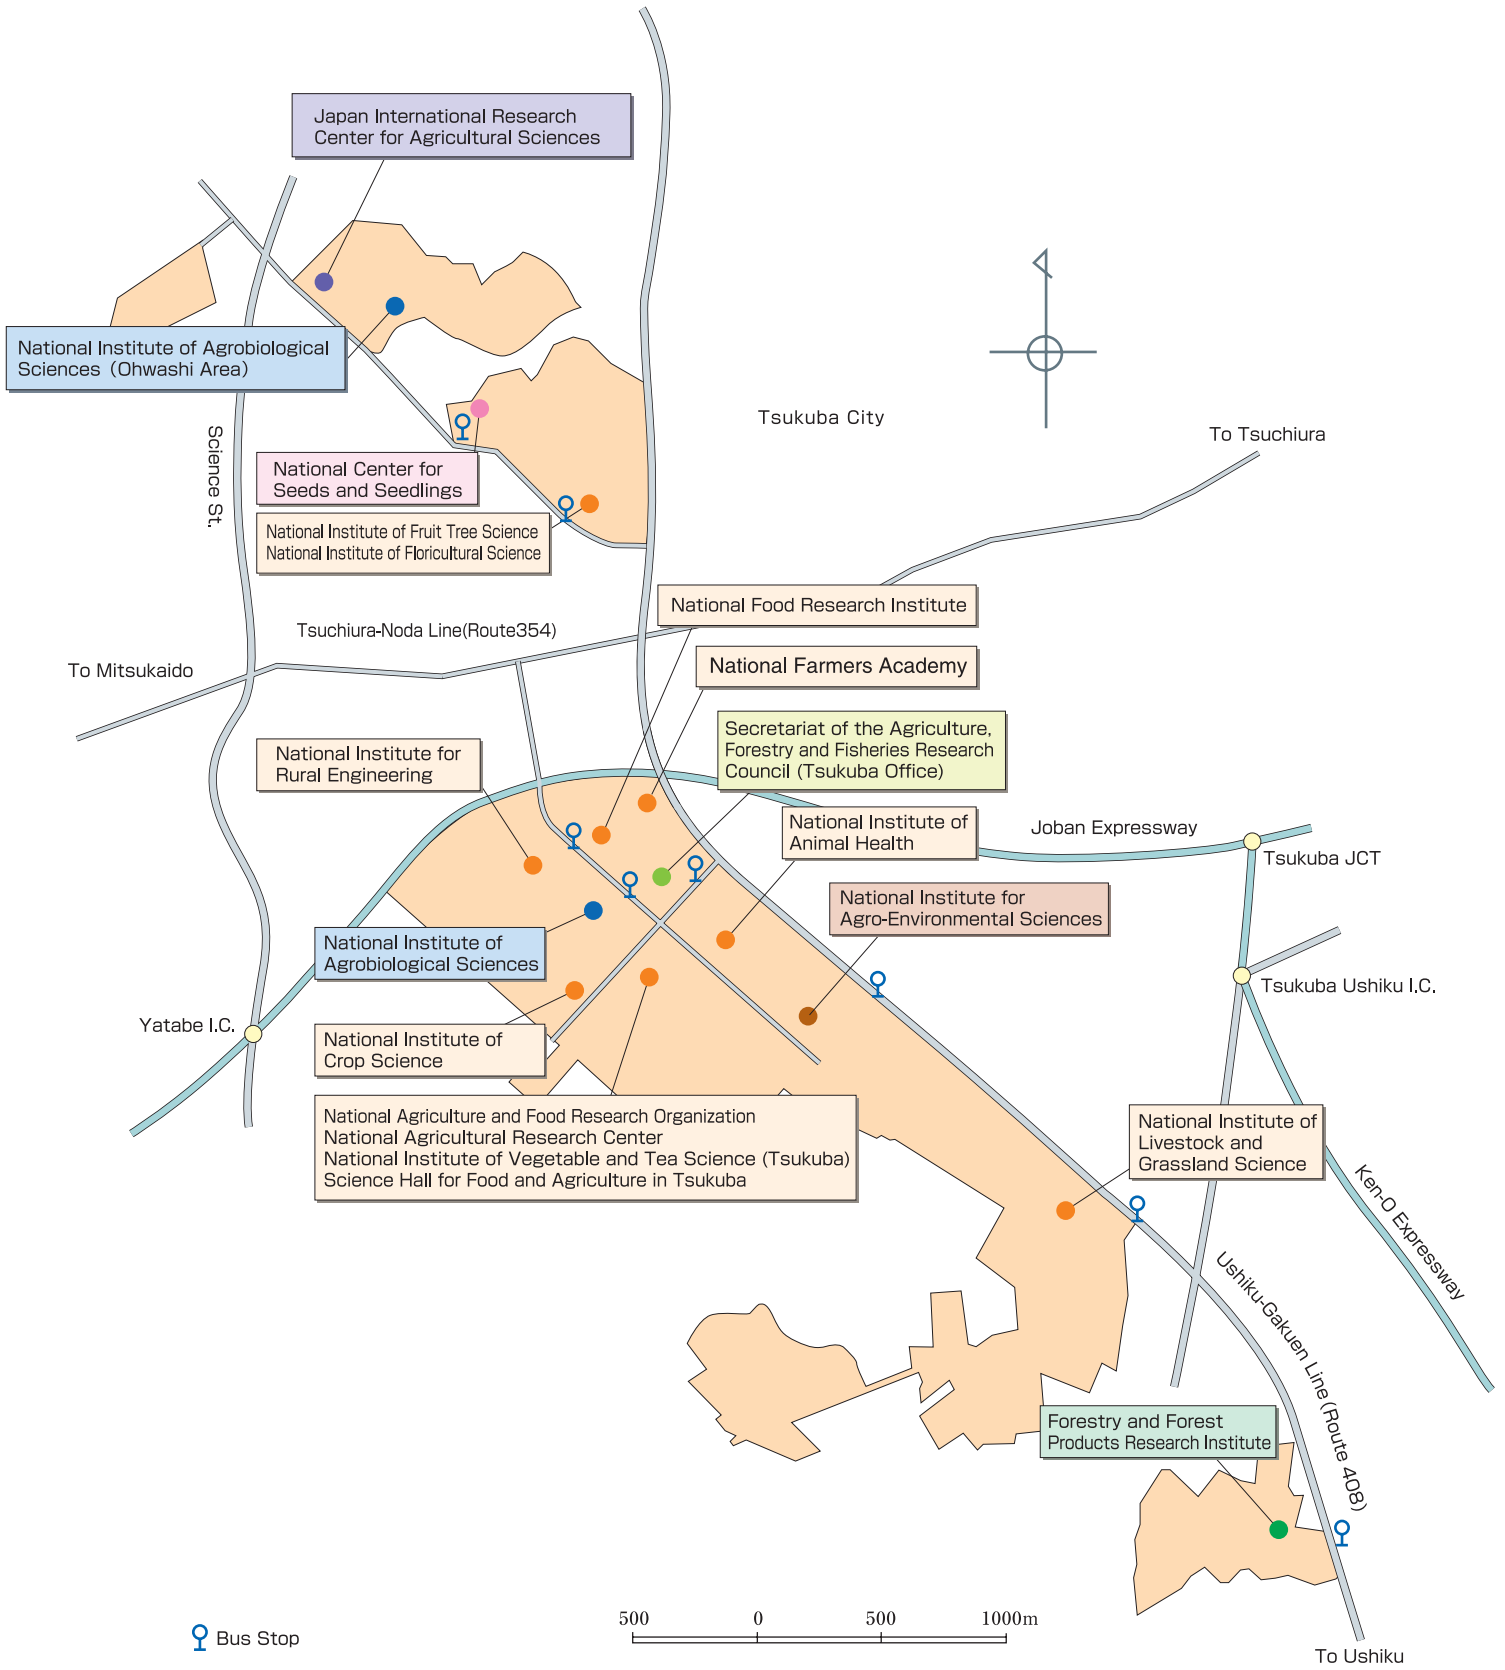 Japan International Research
Center for Agricultural Sciences
National Institute of Agrobiological
Sciences (Ohwashi Area)
Science St.
National Center for
Seeds and Seedlings
National Institute of Fruit Tree Science
National Institute of Floricultural Science
Tsukuba City
To Tsuchiura
National Food Research Institute
Tsuchiura-Noda Line(Route354)
To Mitsukaido
National Farmers Academy
Secretariat of the Agriculture,
Forestry and Fisheries Research
Council (Tsukuba Office)
National Institute for
Rural Engineering
National Institute of
Animal Health
Joban Expressway
Tsukuba JCT
National Institute for
Agro-Environmental Sciences
National Institute of
Agrobiological Sciences
Tsukuba Ushiku I.C.
Yatabe I.C.
National Institute of
Crop Science
National Agriculture and Food Research Organization
National Agricultural Research Center
National Institute of Vegetable and Tea Science (Tsukuba)
Science Hall for Food and Agriculture in Tsukuba
National Institute of
Livestock and
Grassland Science
Ken-O Expressway
Ushiku-Gakuen Line(Route 408)
Forestry and Forest
Products Research Institute
500 0 500 1000m
Bus Stop
To Ushiku